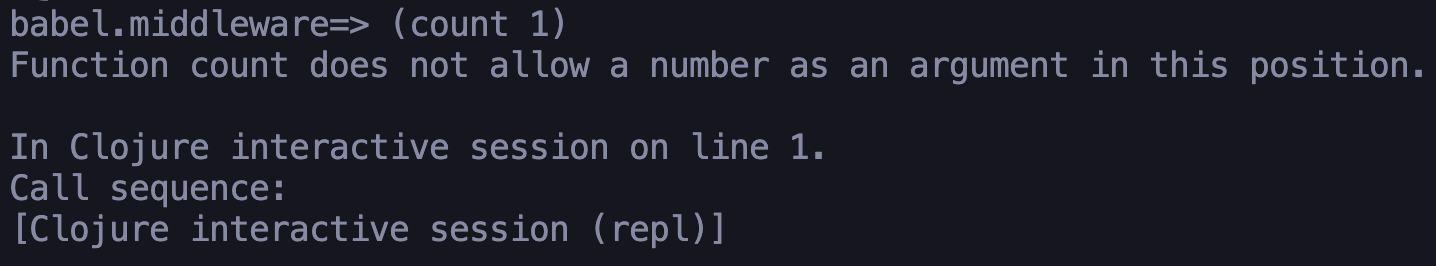 babel.middleware=> (count 1)
Function count does not allow a number as an argument in this position.
In Clojure interactive session on line 1.
Call sequence:
[Clojure interactive session (repl)]